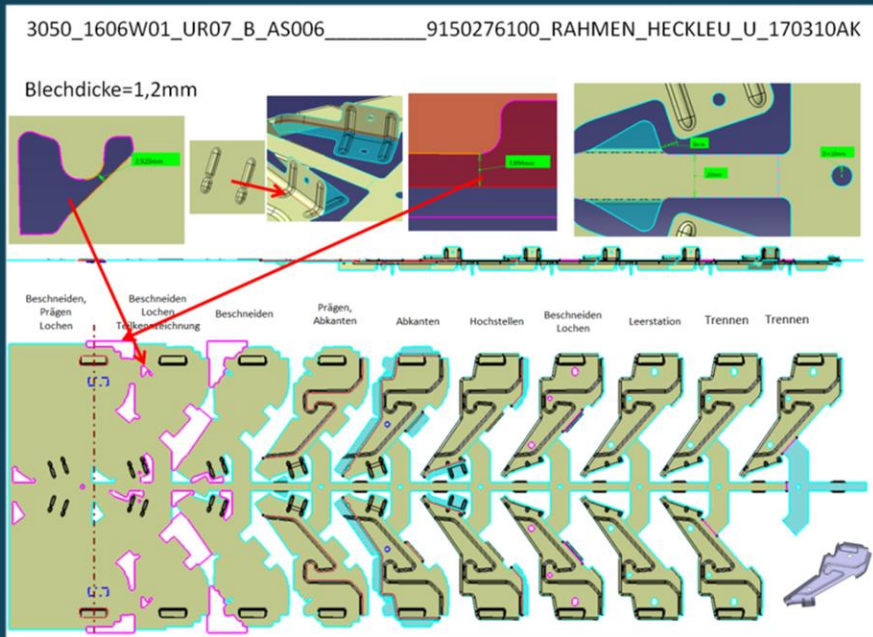 3050_1606W01_UR07_B_AS006_________9150276100_RAHMEN_HECKLEU_U_170310AK
Blechdicke=1,2mm
Beschneiden,
Prägen
Lochen
Beschneiden
Lochen
Teilkennzeichnung
Beschneiden
Prägen,
Abkanten
Abkanten
Hochstellen
Beschneiden
Lochen
Leerstation
Trennen
Trennen